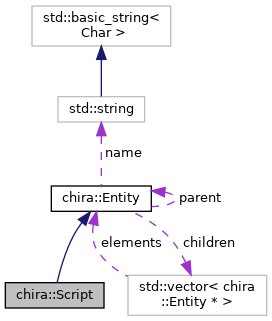 std::basic_string<
Char >
std::string
name
chira::Entity
parent
elements
children
chira::Script
std::vector< chira
::Entity * >